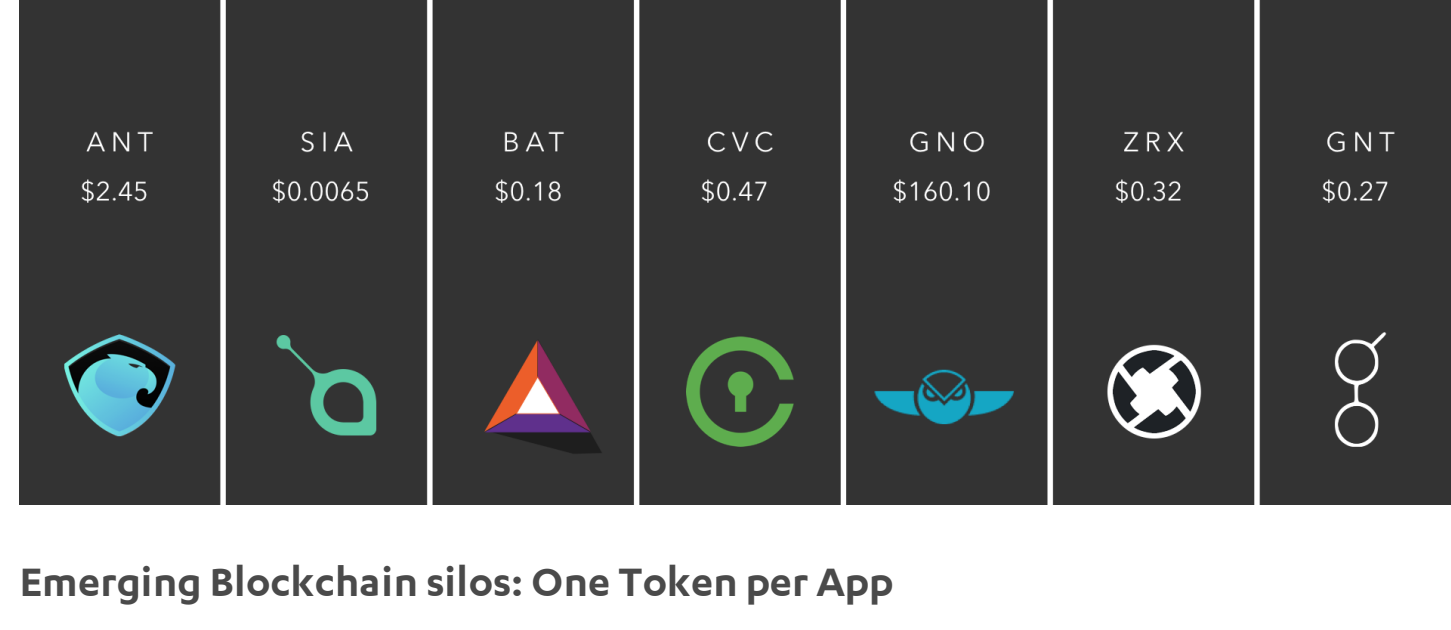 ANT SIA BAT CVC GNO ZRX GNT
$2.45 $0.0065 $0.18 $0.47 $160.10 $0.32 $0.27
Emerging Blockchain silos: One Token per App